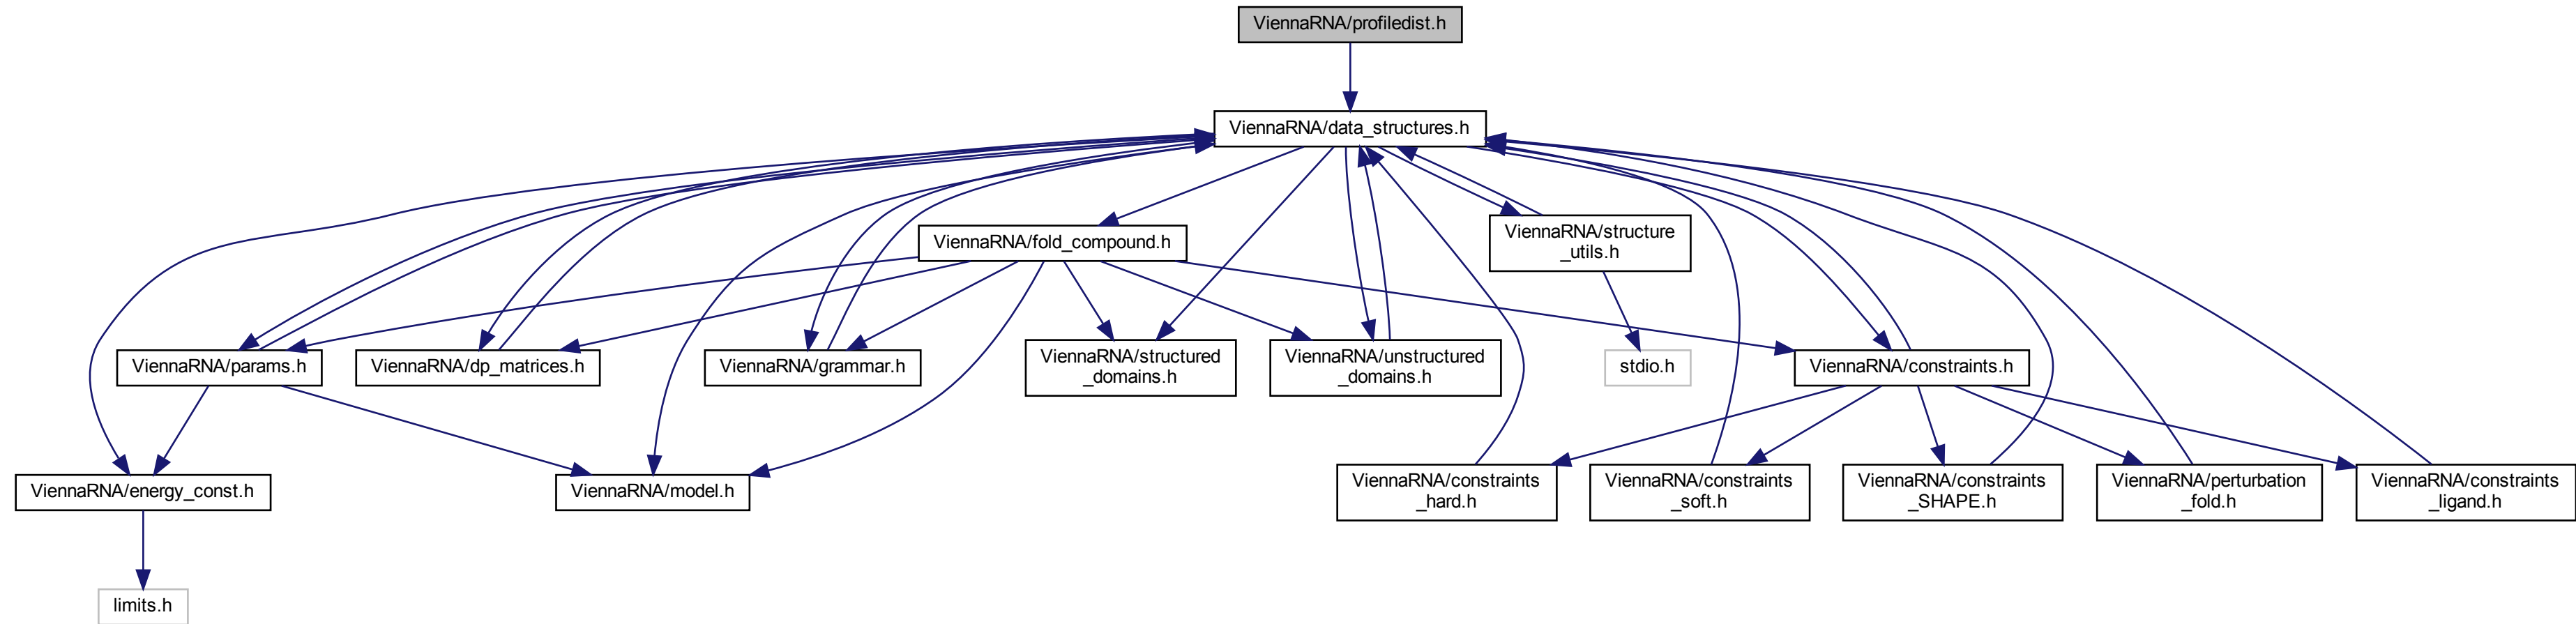 ViennaRNA/profiledist.h
ViennaRNA/data_structures.h
ViennaRNA/fold_compound.h
ViennaRNA/structure
_utils.h
ViennaRNA/params.h
ViennaRNA/dp_matrices.h
ViennaRNA/grammar.h
ViennaRNA/structured
_domains.h
ViennaRNA/unstructured
_domains.h
stdio.h
ViennaRNA/constraints.h
ViennaRNA/energy_const.h
ViennaRNA/model.h
ViennaRNA/constraints
_hard.h
ViennaRNA/constraints
_soft.h
ViennaRNA/constraints
_SHAPE.h
ViennaRNA/perturbation
_fold.h
ViennaRNA/constraints
_ligand.h
limits.h